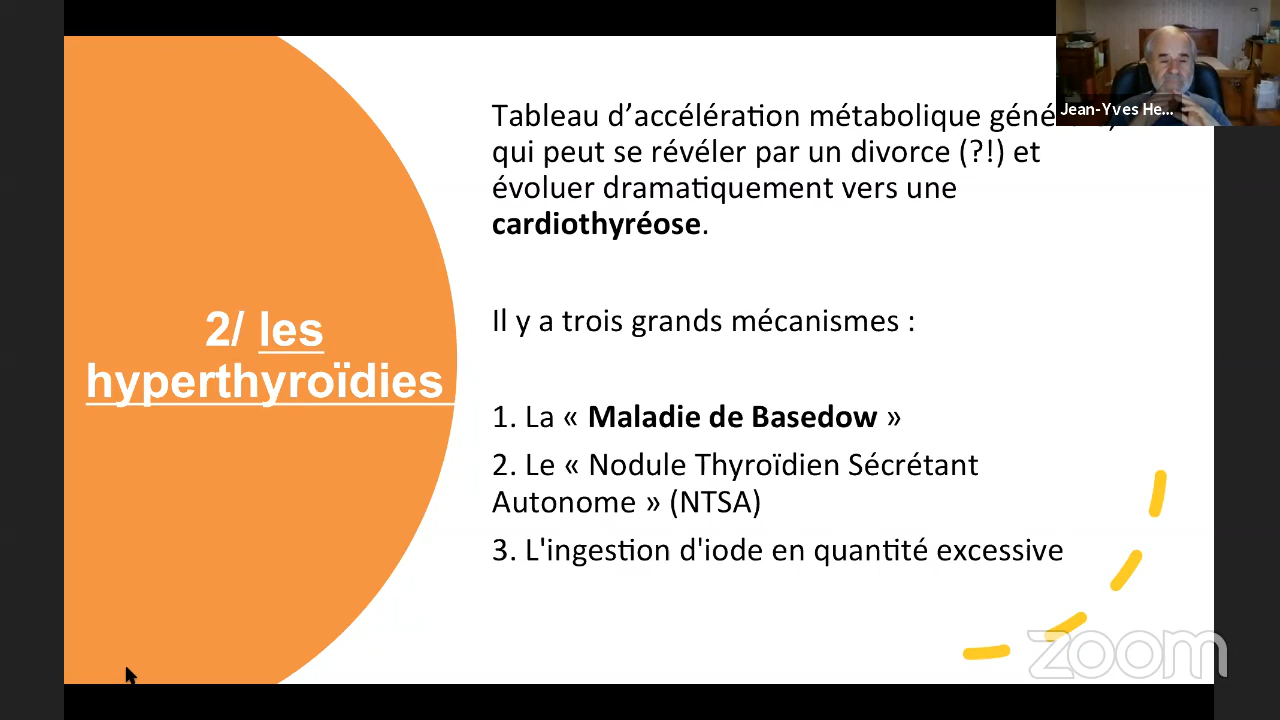 Jean-Yves He...
Tableau d’accélération métabolique
qui peut se révéler par un divorce (?!) et
évoluer dramatiquement vers une
cardiothyréose.
2/ les
hyperthyroïdies
Il y a trois grands mécanismes :
1. La « Maladie de Basedow »
2. Le « Nodule Thyroïdien Sécrétant
Autonome » (NTSA)
3. L'ingestion d'iode en quantité excessive
zoom